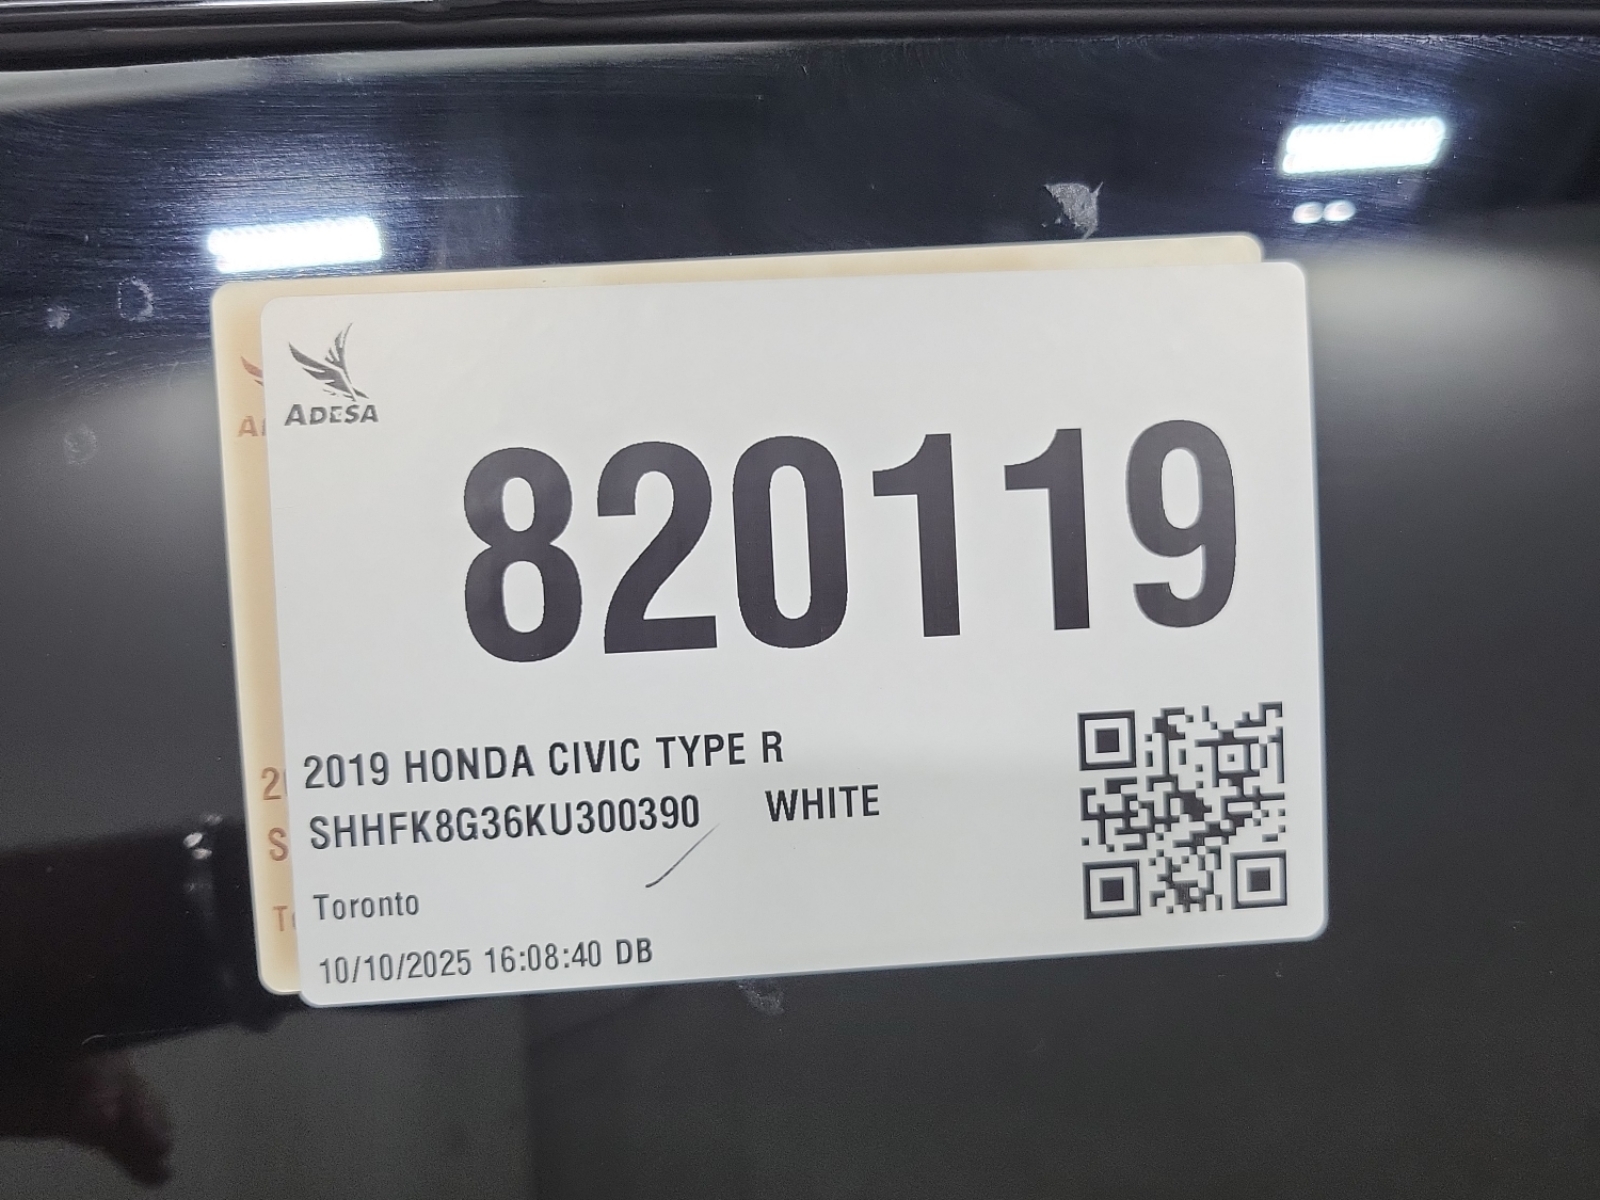 ADESA
820119
2019 HONDA CIVIC TYPE R
SHHFK8G36KU300390 WHITE
Toronto
10/10/2025 16:08:40 DB